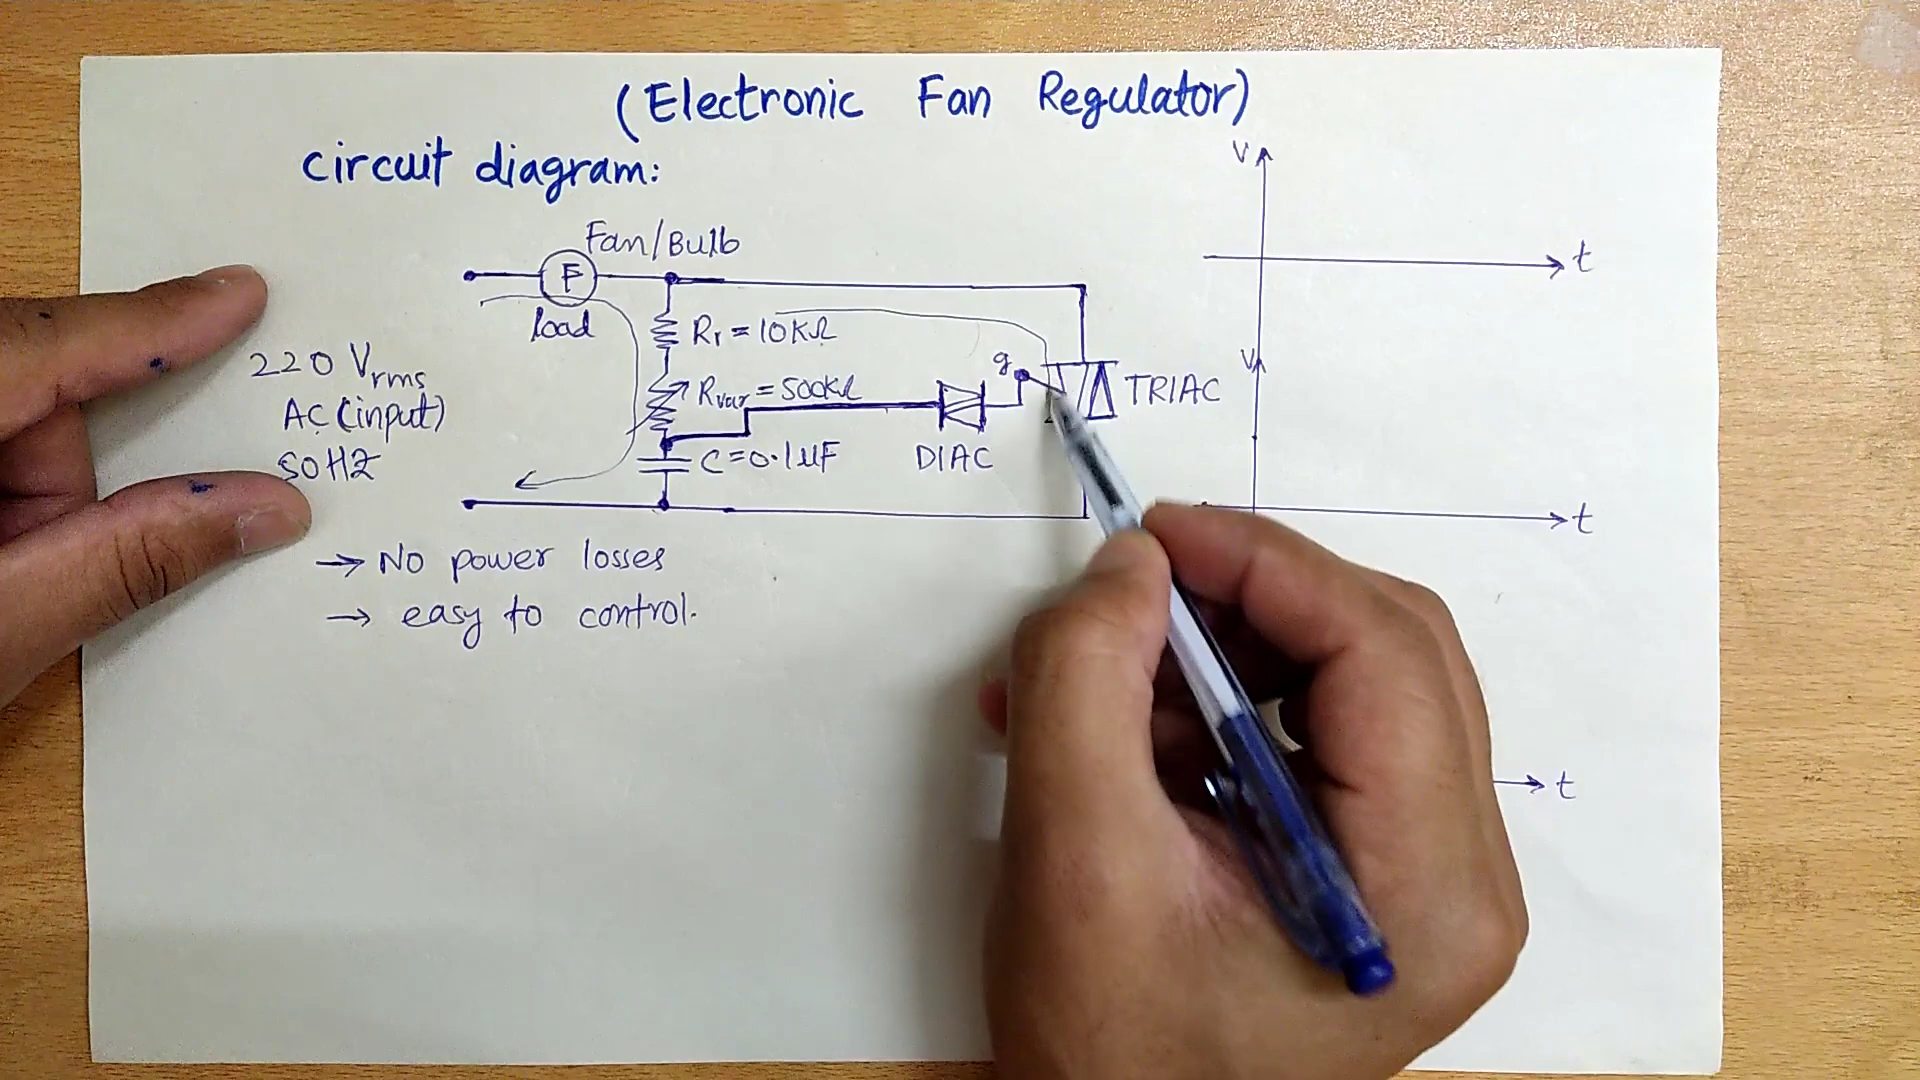 (Electronic Fan Regulator)
Circuit diagram:
Fan/Bulb
F
load
R1 = 10KΩ
Rvar = 500KΩ
C=0.1μF
DIAC
g
TRIAC
220 Vrms
AC (input)
50HZ
→ No power losses
→ easy to control.
V
t
V
t
t